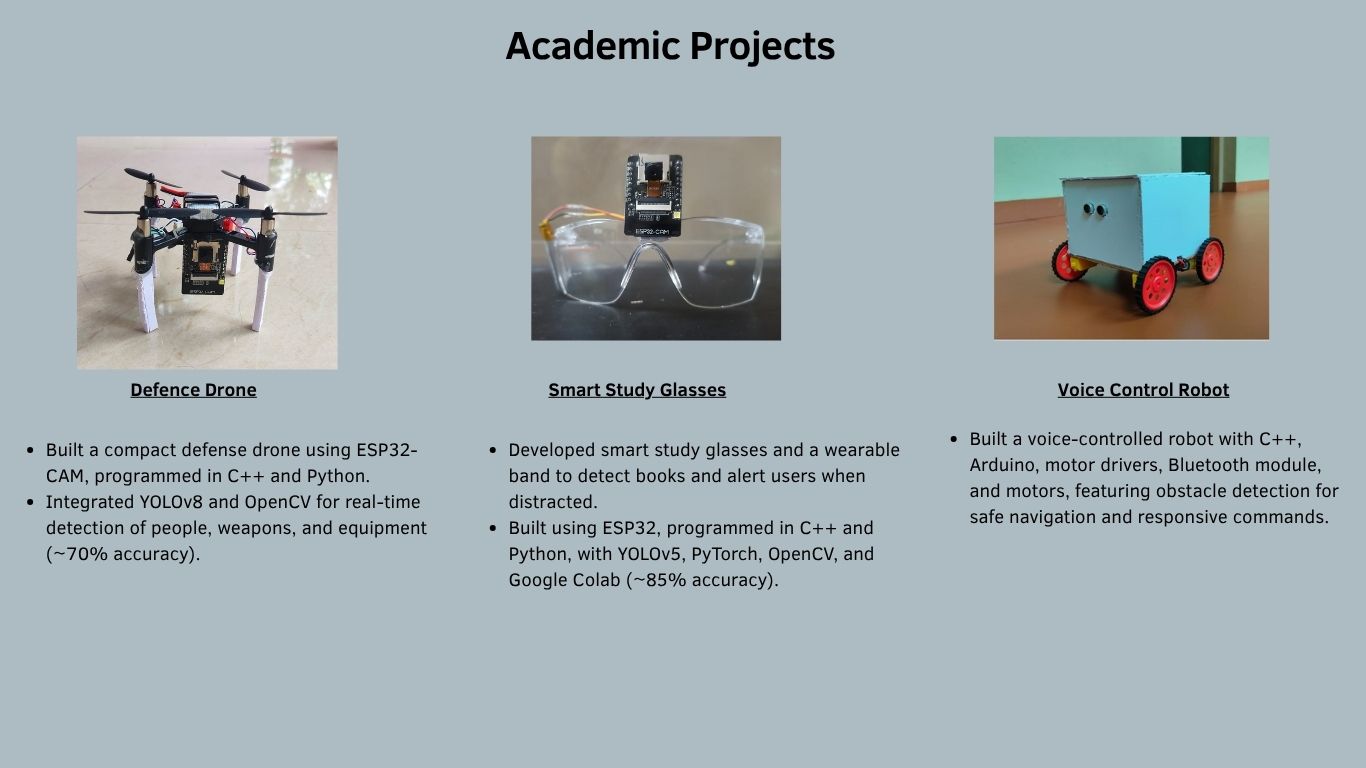 Academic Projects
ESP32-CAM
ESP32-CAM
Defence Drone
Smart Study Glasses
Voice Control Robot
• Built a compact defense drone using ESP32-
CAM, programmed in C++ and Python.
• Integrated YOLOv8 and OpenCV for real-time
detection of people, weapons, and equipment
(~70% accuracy).
• Developed smart study glasses and a wearable
band to detect books and alert users when
distracted.
• Built using ESP32, programmed in C++ and
Python, with YOLOv5, PyTorch, OpenCV, and
Google Colab (~85% accuracy).
• Built a voice-controlled robot with C++,
Arduino, motor drivers, Bluetooth module,
and motors, featuring obstacle detection for
safe navigation and responsive commands.